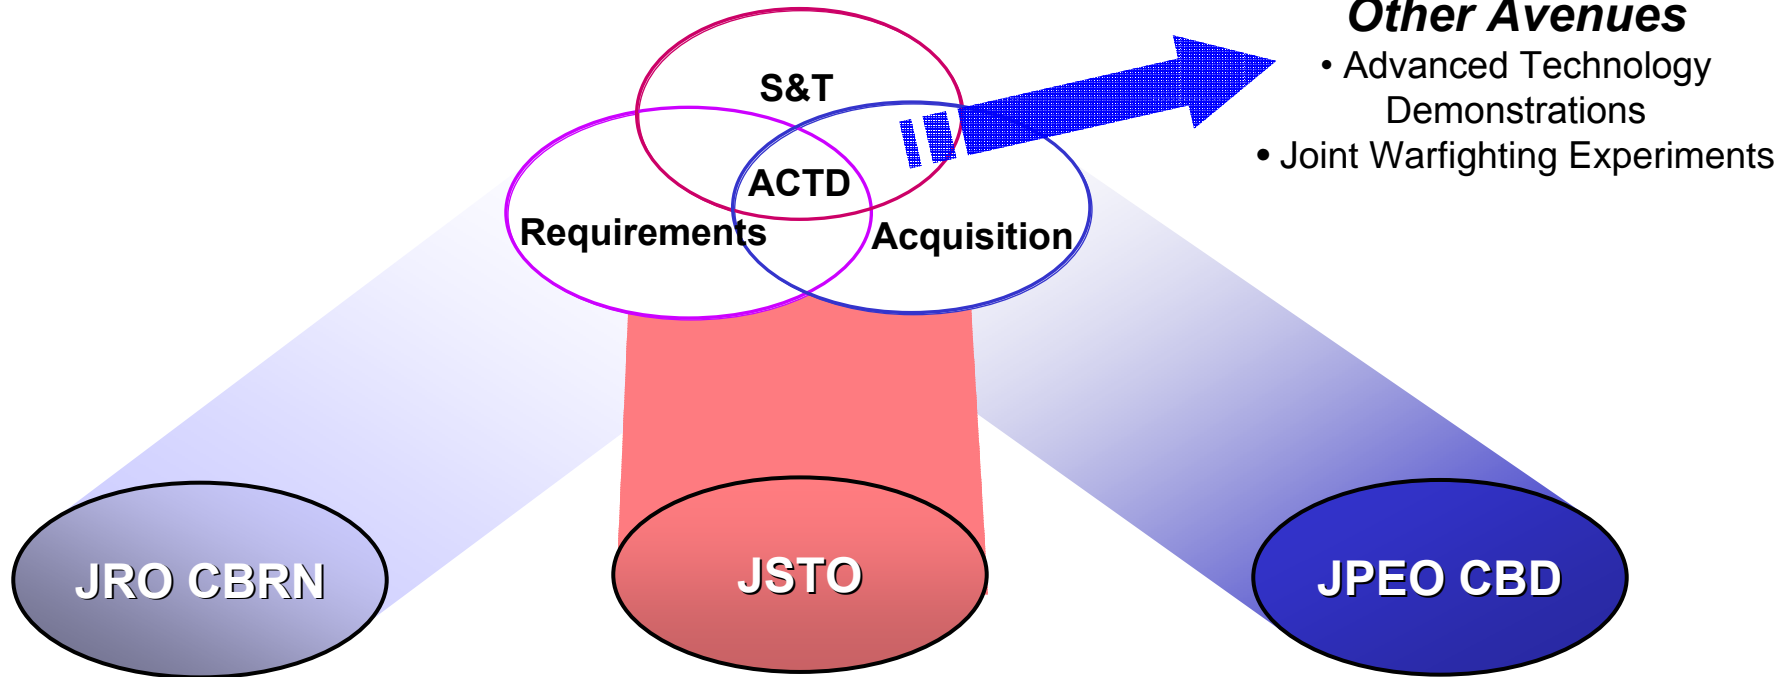 Other Avenues
• Advanced Technology
Demonstrations
• Joint Warfighting Experiments
S&T
ACTD
Requirements
Acquisition
JRO CBRN
JSTO
JPEO CBD